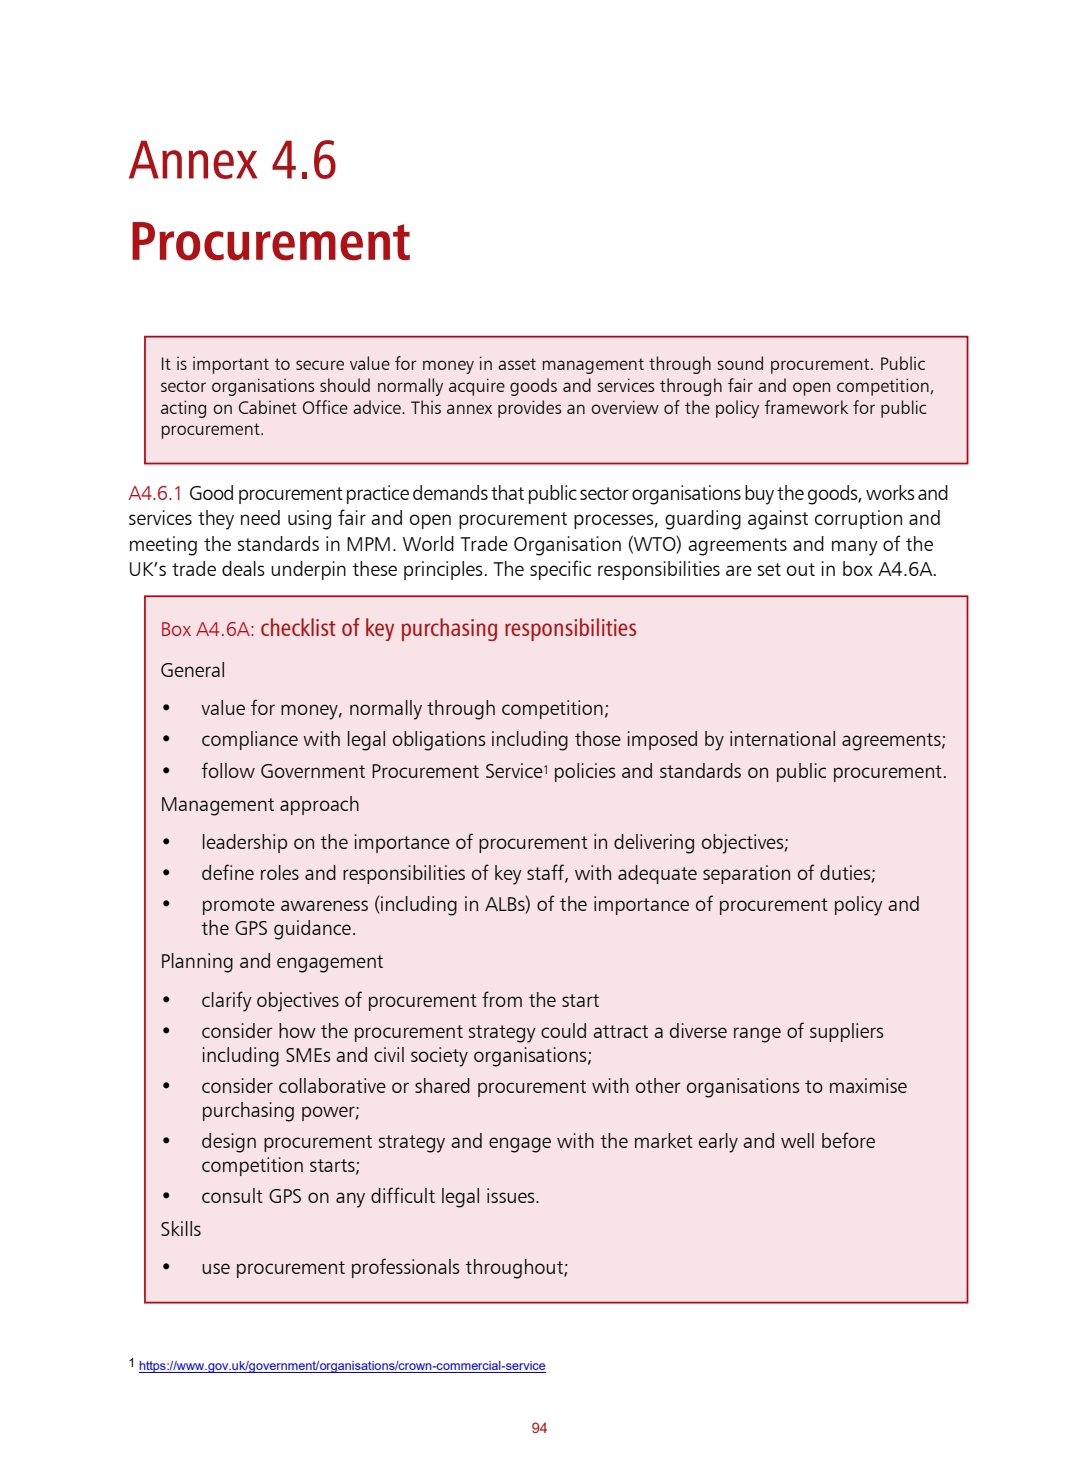 Annex 4.6
Procurement
It is important to secure value for money in asset management through sound procurement. Public
sector organisations should normally acquire goods and services through fair and open competition,
acting on Cabinet Office advice. This annex provides an overview of the policy framework for public
procurement.
A4.6.1 Good procurement practice demands that public sector organisations buy the goods, works and
services they need using fair and open procurement processes, guarding against corruption and
meeting the standards in MPM. World Trade Organisation (WTO) agreements and many of the
UK’s trade deals underpin these principles. The specific responsibilities are set out in box A4.6A.
Box A4.6A: checklist of key purchasing responsibilities
General
• value for money, normally through competition;
• compliance with legal obligations including those imposed by international agreements;
• follow Government Procurement Service1 policies and standards on public procurement.
Management approach
• leadership on the importance of procurement in delivering objectives;
• define roles and responsibilities of key staff, with adequate separation of duties;
• promote awareness (including in ALBs) of the importance of procurement policy and
the GPS guidance.
Planning and engagement
• clarify objectives of procurement from the start
• consider how the procurement strategy could attract a diverse range of suppliers
including SMEs and civil society organisations;
• consider collaborative or shared procurement with other organisations to maximise
purchasing power;
• design procurement strategy and engage with the market early and well before
competition starts;
• consult GPS on any difficult legal issues.
Skills
• use procurement professionals throughout;
1 https://www.gov.uk/government/organisations/crown-commercial-service
94